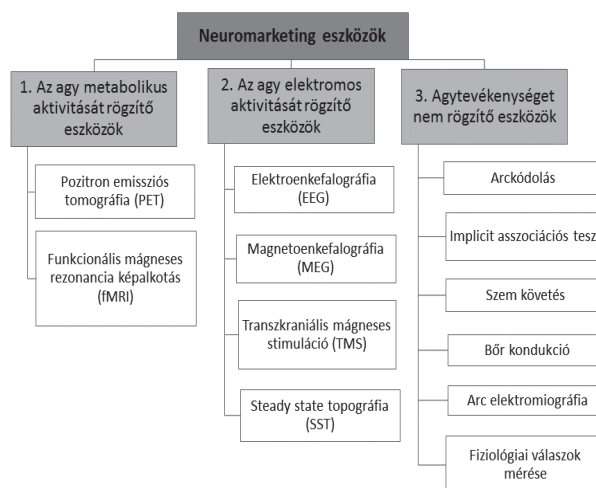 Neuromarketing eszközök
1. Az agy metabolikus
aktivitását rögzítő
eszközök
Pozitron emissziós
tomográfia (PET)
Funkcionális mágneses
rezonancia képalkotás
(fMRI)
2. Az agy elektromos
aktivitását rögzítő
eszközök
Elektroenkefalográfia
(EEG)
Magnetoenkefalográfia
(MEG)
Transzkraniális mágneses
stimuláció (TMS)
Steady state topográfia
(SST)
3. Agytevékenységet
nem rögzítő eszközök
Arckódolás
Implicit asszociációs tesz
Szem követés
Bőr kondukció
Arc elektromiográfia
Fiziológiai válaszok
mérése